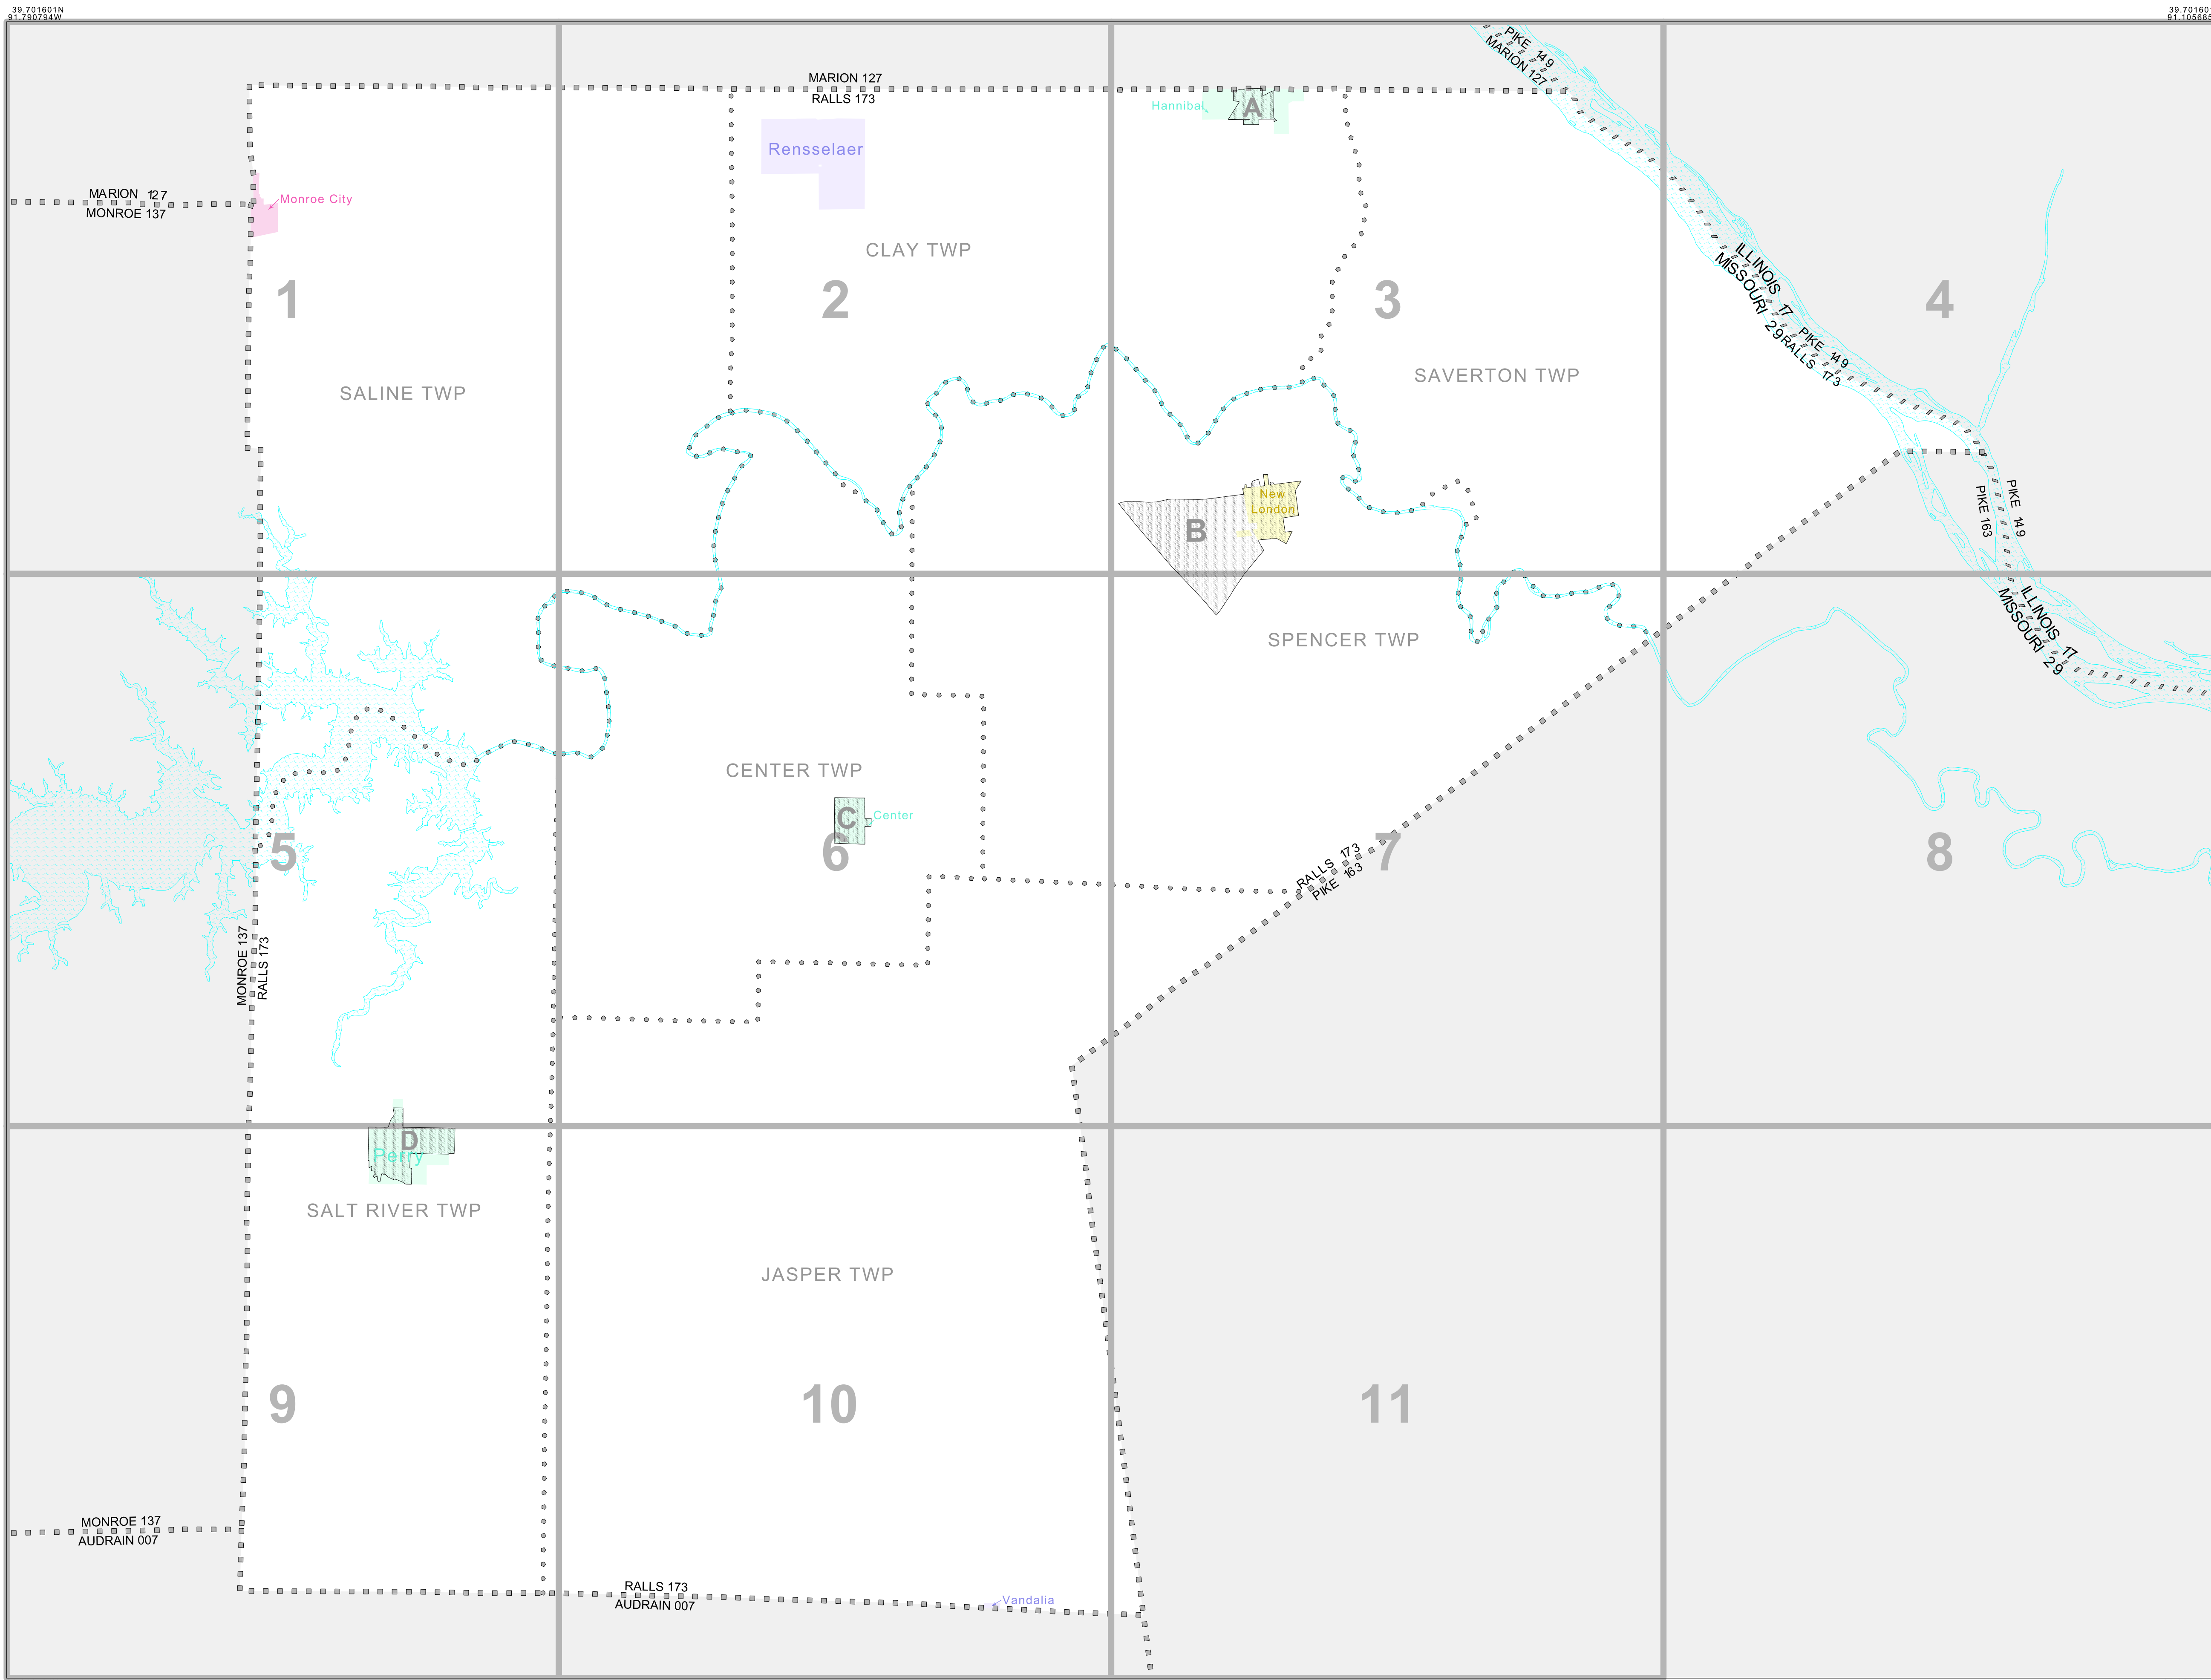 39.701601N
91.790794W
39.70160
91.105685
PIKE 149
MARION 127
MARION 127
RALLS 173
Hannibal
A
Rensselaer
MARION 127
MONROE 137
Monroe City
CLAY TWP
1
2
3
4
ILLINOIS 17
MISSOURI 29
PIKE 149
RALLS 173
SALINE TWP
SAVERTON TWP
New
London
B
PIKE 163
PIKE 149
ILLINOIS 17
MISSOURI 29
SPENCER TWP
CENTER TWP
C
Center
5
6
7
8
RALLS 173
PIKE 163
MONROE 137
RALLS 173
D
Perry
SALT RIVER TWP
JASPER TWP
9
10
11
MONROE 137
AUDRAIN 007
RALLS 173
AUDRAIN 007
Vandalia